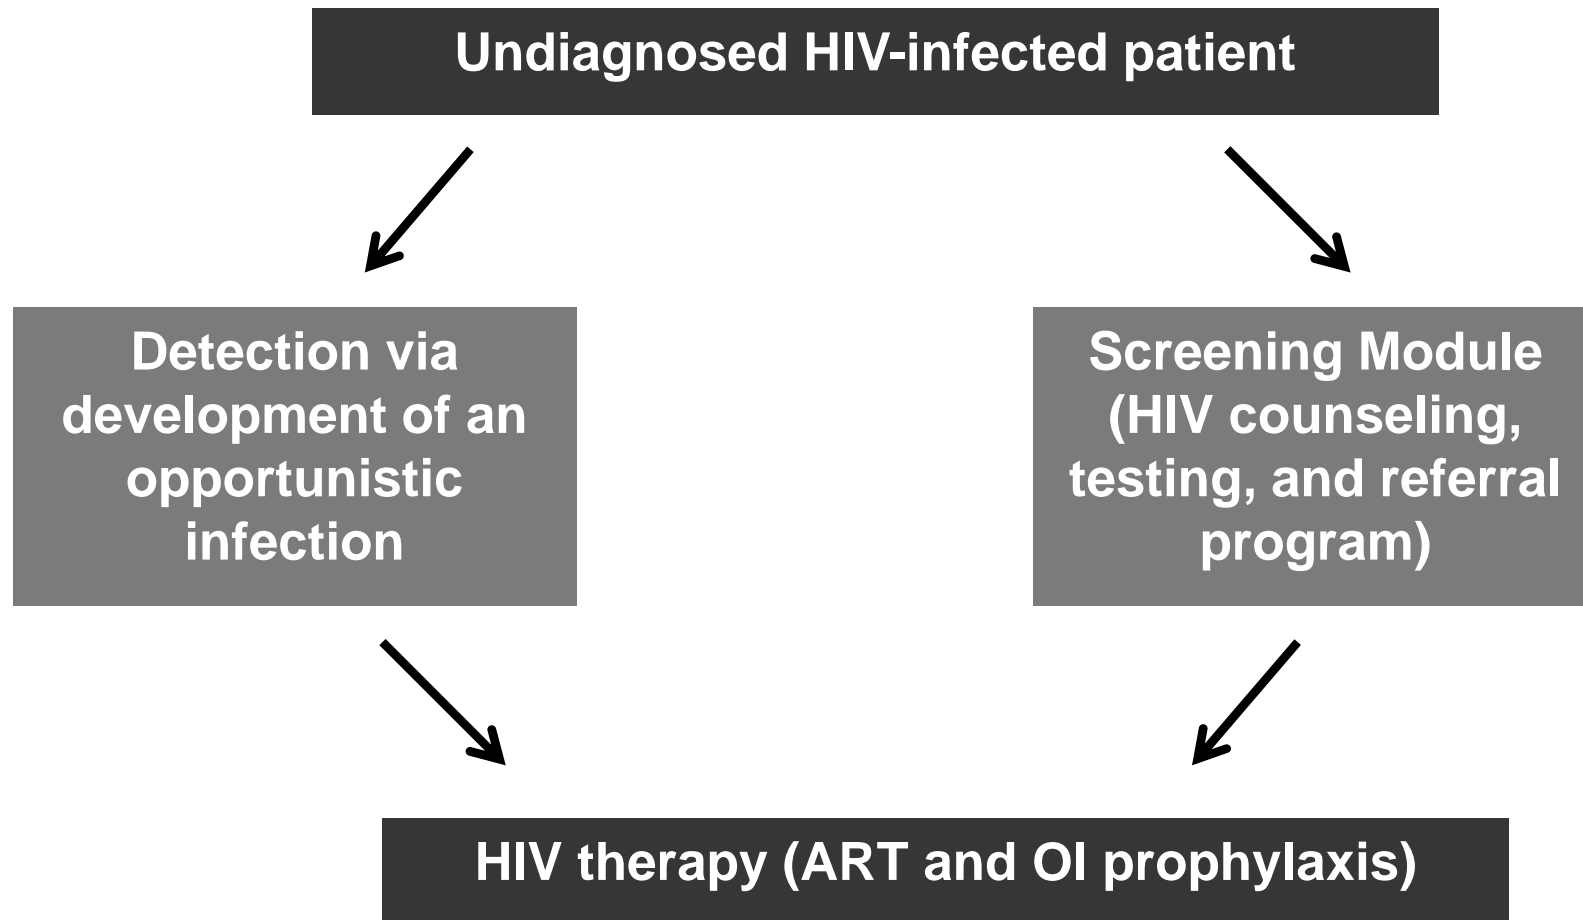 Undiagnosed HIV-infected patient
Detection via
development of an
opportunistic
infection
Screening Module
(HIV counseling,
testing, and referral
program)
HIV therapy (ART and OI prophylaxis)